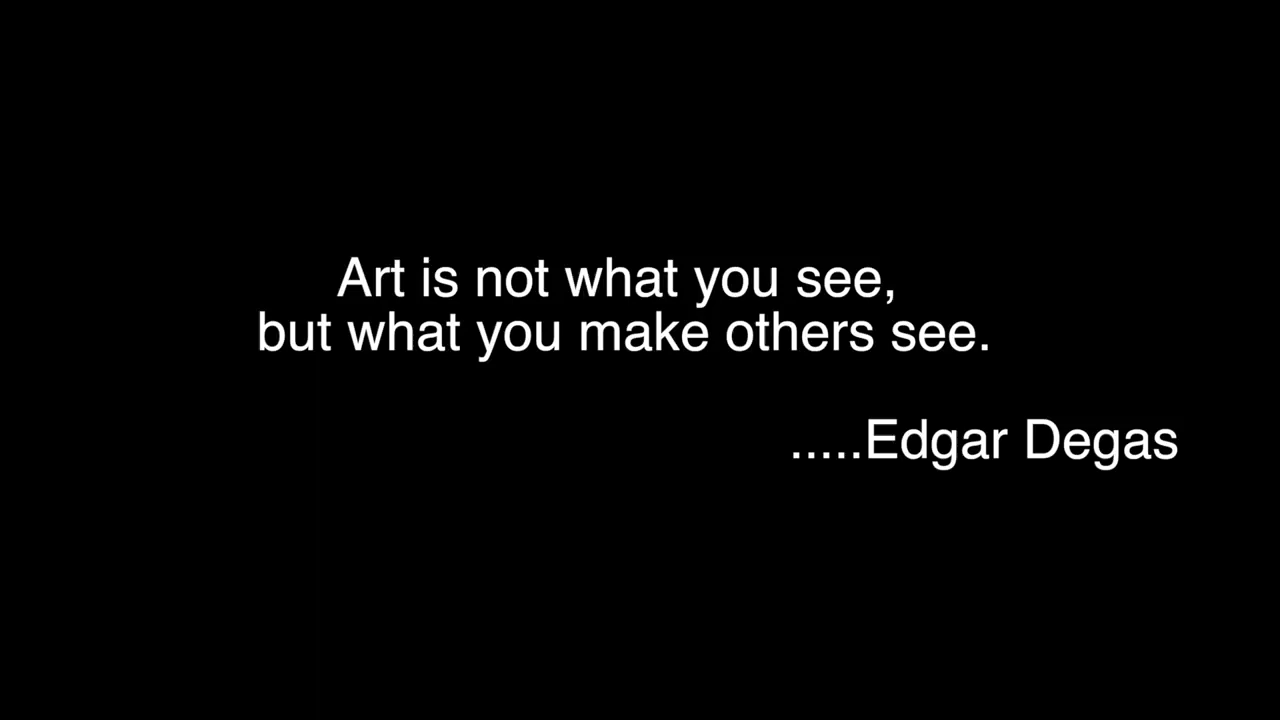 Art is not what you see,
but what you make others see.
.....Edgar Degas